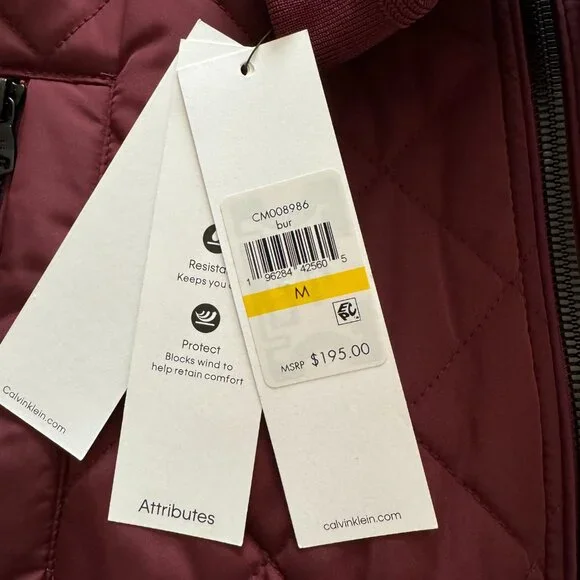 Calvinklein.com
Resista
Keeps you
Protect
Blocks wind to
help retain comfort
Attributes
CM008986
bur
1 96284 42560 5
M
EPC
MSRP $195.00
calvinklein.com